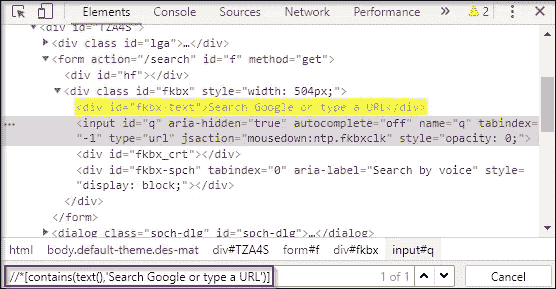 Elements Console Sources Network Performance » 2
▼<div id="TZA4S">
▶<div class="lga">…</div>
▼<form action="/search" id="f" method="get">
<div id="hf"></div>
▼<div class="fkbx" style="width: 504px;">
<div id="fkbx-text">Search Google or type a URL</div>
<input id="q" aria-hidden="true" autocomplete="off" name="q" tabindex=
"-1" type="url" jsaction="mousedown:ntp.fkbxclk" style="opacity: 0;">
<div id="fkbx_crt"></div>
<div id="fkbx-spch" tabindex="0" aria-label="Search by voice" style=
"display: block;"></div>
</div>
</form>
▶<dialog class="spch-dlg" id="spch-dlg">…</dialog>
html body.default-theme.des-mat div#TZA4S form#f div#fkbx input#q
//*[contains(text(),'Search Google or type a URL')] 1 of 1 Cancel